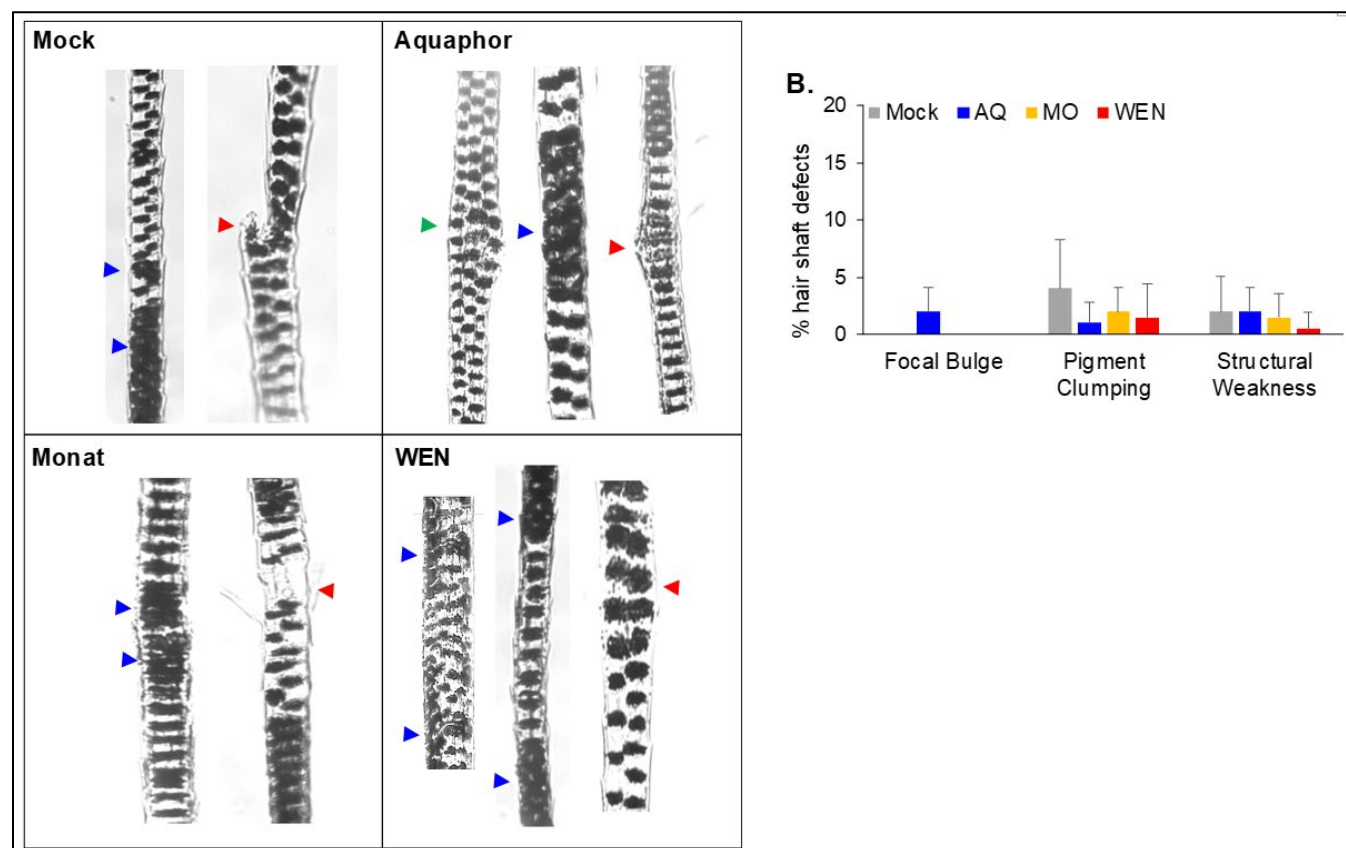 Mock
Aquaphor
Monat
WEN
B.
Mock AQ MO WEN
% hair shaft defects
20
15
10
5
0
Focal Bulge
Pigment Clumping
Structural Weakness